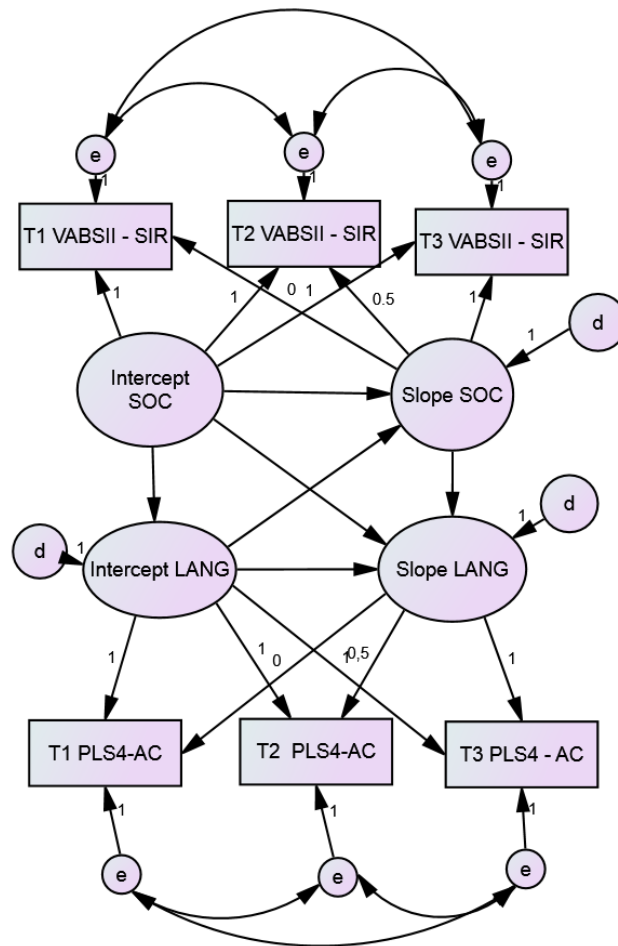 e
e
e
1
1
1
T1 VABSII - SIR
T2 VABSII - SIR
T3 VABSII - SIR
1
1
0
1
0.5
1
1
d
Intercept
SOC
Slope SOC
d
1
d
1
Intercept LANG
Slope LANG
1
1
0
1
0,5
1
T1 PLS4-AC
T2 PLS4-AC
T3 PLS4 - AC
1
1
1
e
e
e